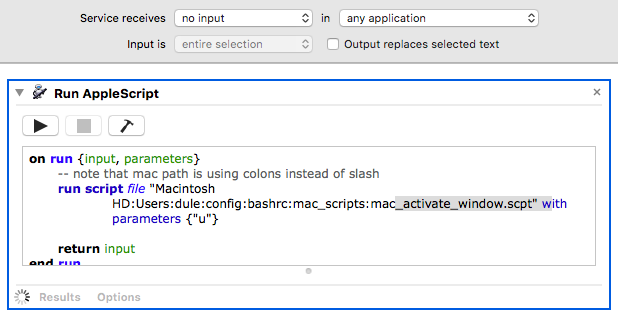 Service receives no input in any application
Input is entire selection Output replaces selected text
Run AppleScript
on run {input, parameters}
-- note that mac path is using colons instead of slash
run script file "Macintosh
HD:Users:dule:config:bashrc:mac_scripts:mac_activate_window.scpt" with
parameters {"u"}
return input
end run
Results Options